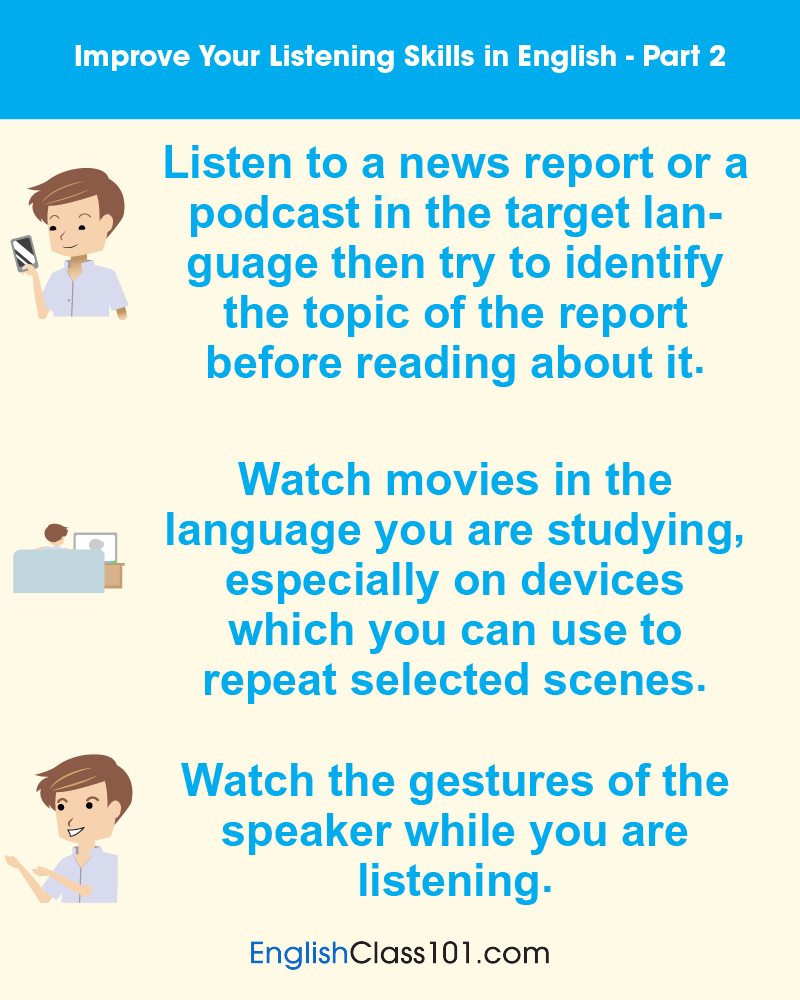 Improve Your Listening Skills in English - Part 2
Listen to a news report or a
podcast in the target lan-
guage then try to identify
the topic of the report
before reading about it.
Watch movies in the
language you are studying,
especially on devices
which you can use to
repeat selected scenes.
Watch the gestures of the
speaker while you are
listening.
EnglishClass101.com